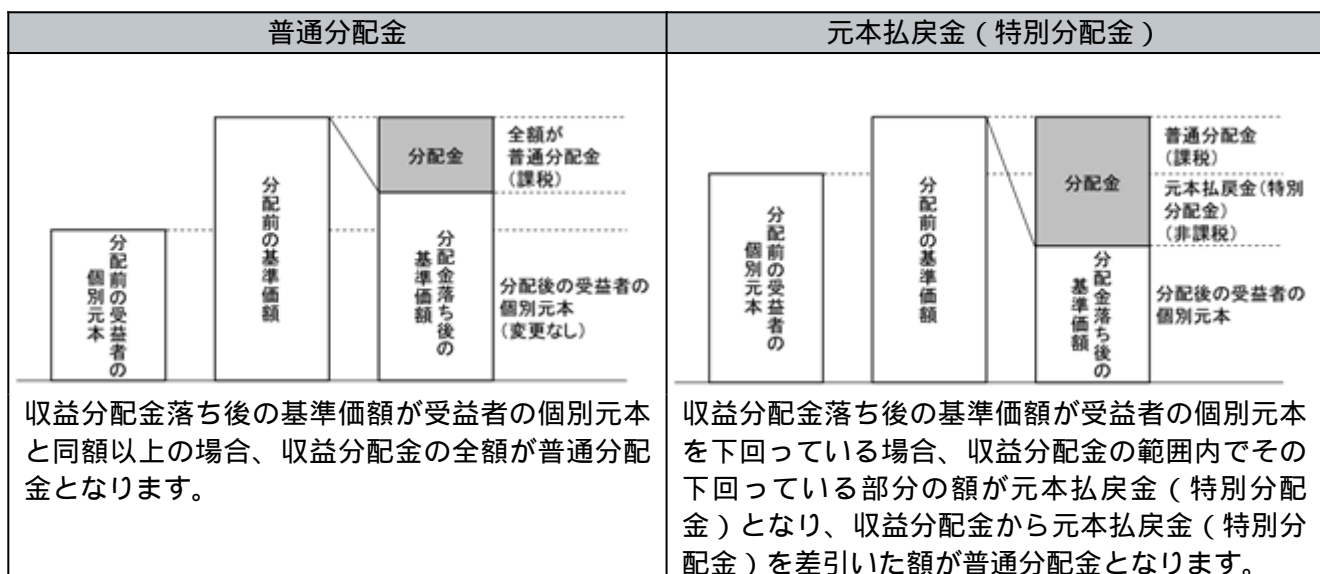 普通分配金
分配前の受益者の
個別元本
分配前の基準価額
分配金
分配金落ち後の
基準価額
全額が
普通分配金
(課税)
分配後の受益者の
個別元本
(変更なし)
収益分配金落ち後の基準価額が受益者の個別元本
と同額以上の場合、収益分配金の全額が普通分配
金となります。
元本払戻金(特別分配金)
分配前の受益者の
個別元本
分配前の基準価額
分配金
分配金落ち後の
基準価額
普通分配金
(課税)
元本払戻金(特別
分配金)
(非課税)
分配後の受益者の
個別元本
収益分配金落ち後の基準価額が受益者の個別元本
を下回っている場合、収益分配金の範囲内でその
下回っている部分の額が元本払戻金(特別分配
金)となり、収益分配金から元本払戻金(特別分
配金)を差引いた額が普通分配金となります。